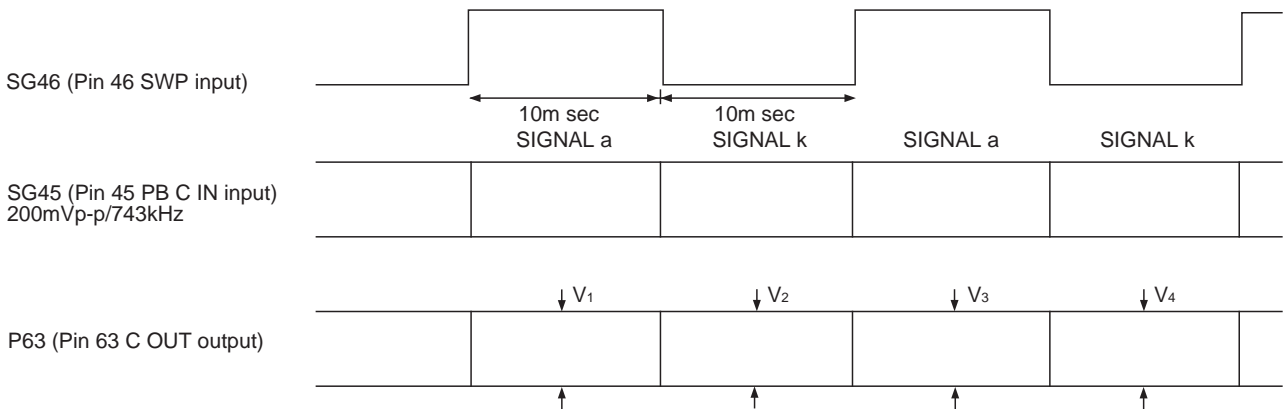 SG46 (Pin 46 SWP input)
10m sec 10m sec
SIGNAL a SIGNAL k SIGNAL a SIGNAL k
SG45 (Pin 45 PB C IN input)
200mVp-p/743kHz
V1 V2 V3 V4
P63 (Pin 63 C OUT output)